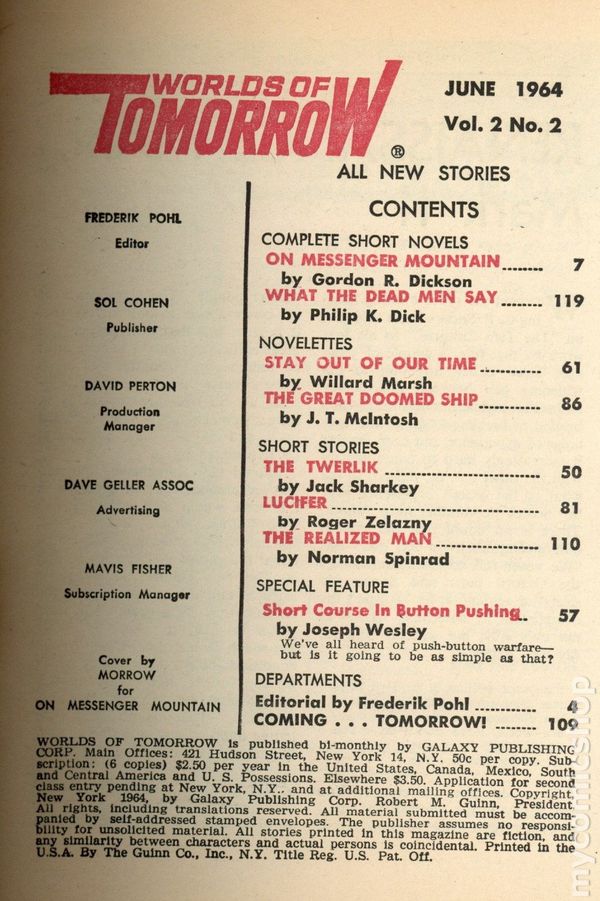 WORLDS OF
TOMORROW ®
JUNE 1964
Vol. 2 No. 2
ALL NEW STORIES
FREDERIK POHL
Editor
SOL COHEN
Publisher
DAVID PERTON
Production
Manager
DAVE GELLER ASSOC
Advertising
MAVIS FISHER
Subscription Manager
Cover by
MORROW
for
ON MESSENGER MOUNTAIN
CONTENTS
COMPLETE SHORT NOVELS
ON MESSENGER MOUNTAIN ........ 7
by Gordon R. Dickson
WHAT THE DEAD MEN SAY ........ 119
by Philip K. Dick
NOVELETTES
STAY OUT OF OUR TIME ............ 61
by Willard Marsh
THE GREAT DOOMED SHIP ............ 86
by J. T. McIntosh
SHORT STORIES
THE TWERLIK ................................ 50
by Jack Sharkey
LUCIFER ........................................ 81
by Roger Zelazny
THE REALIZED MAN .................... 110
by Norman Spinrad
SPECIAL FEATURE
Short Course In Button Pushing.. 57
by Joseph Wesley
We've all heard of push-button warfare—
but is it going to be as simple as that?
DEPARTMENTS
Editorial by Frederik Pohl ............ 4
COMING . . . TOMORROW! ........ 109
WORLDS OF TOMORROW is published bi-monthly by GALAXY PUBLISHING
CORP. Main Offices: 421 Hudson Street, New York 14, N.Y. 50c per copy. Sub-
scription: (6 copies) $2.50 per year in the United States, Canada, Mexico, South
and Central America and U. S. Possessions. Elsewhere $3.50. Application for second
class entry pending at New York, N.Y., and at additional mailing offices. Copyright,
New York 1964, by Galaxy Publishing Corp. Robert M. Guinn, President.
All rights, including translations reserved. All material submitted must be accom-
panied by self-addressed stamped envelopes. The publisher assumes no responsi-
bility for unsolicited material. All stories printed in this magazine are fiction, and
any similarity between characters and actual persons is coincidental. Printed in the
U.S.A. By The Guinn Co., Inc., N.Y. Title Reg. U.S. Pat. Off.
mycomicshop